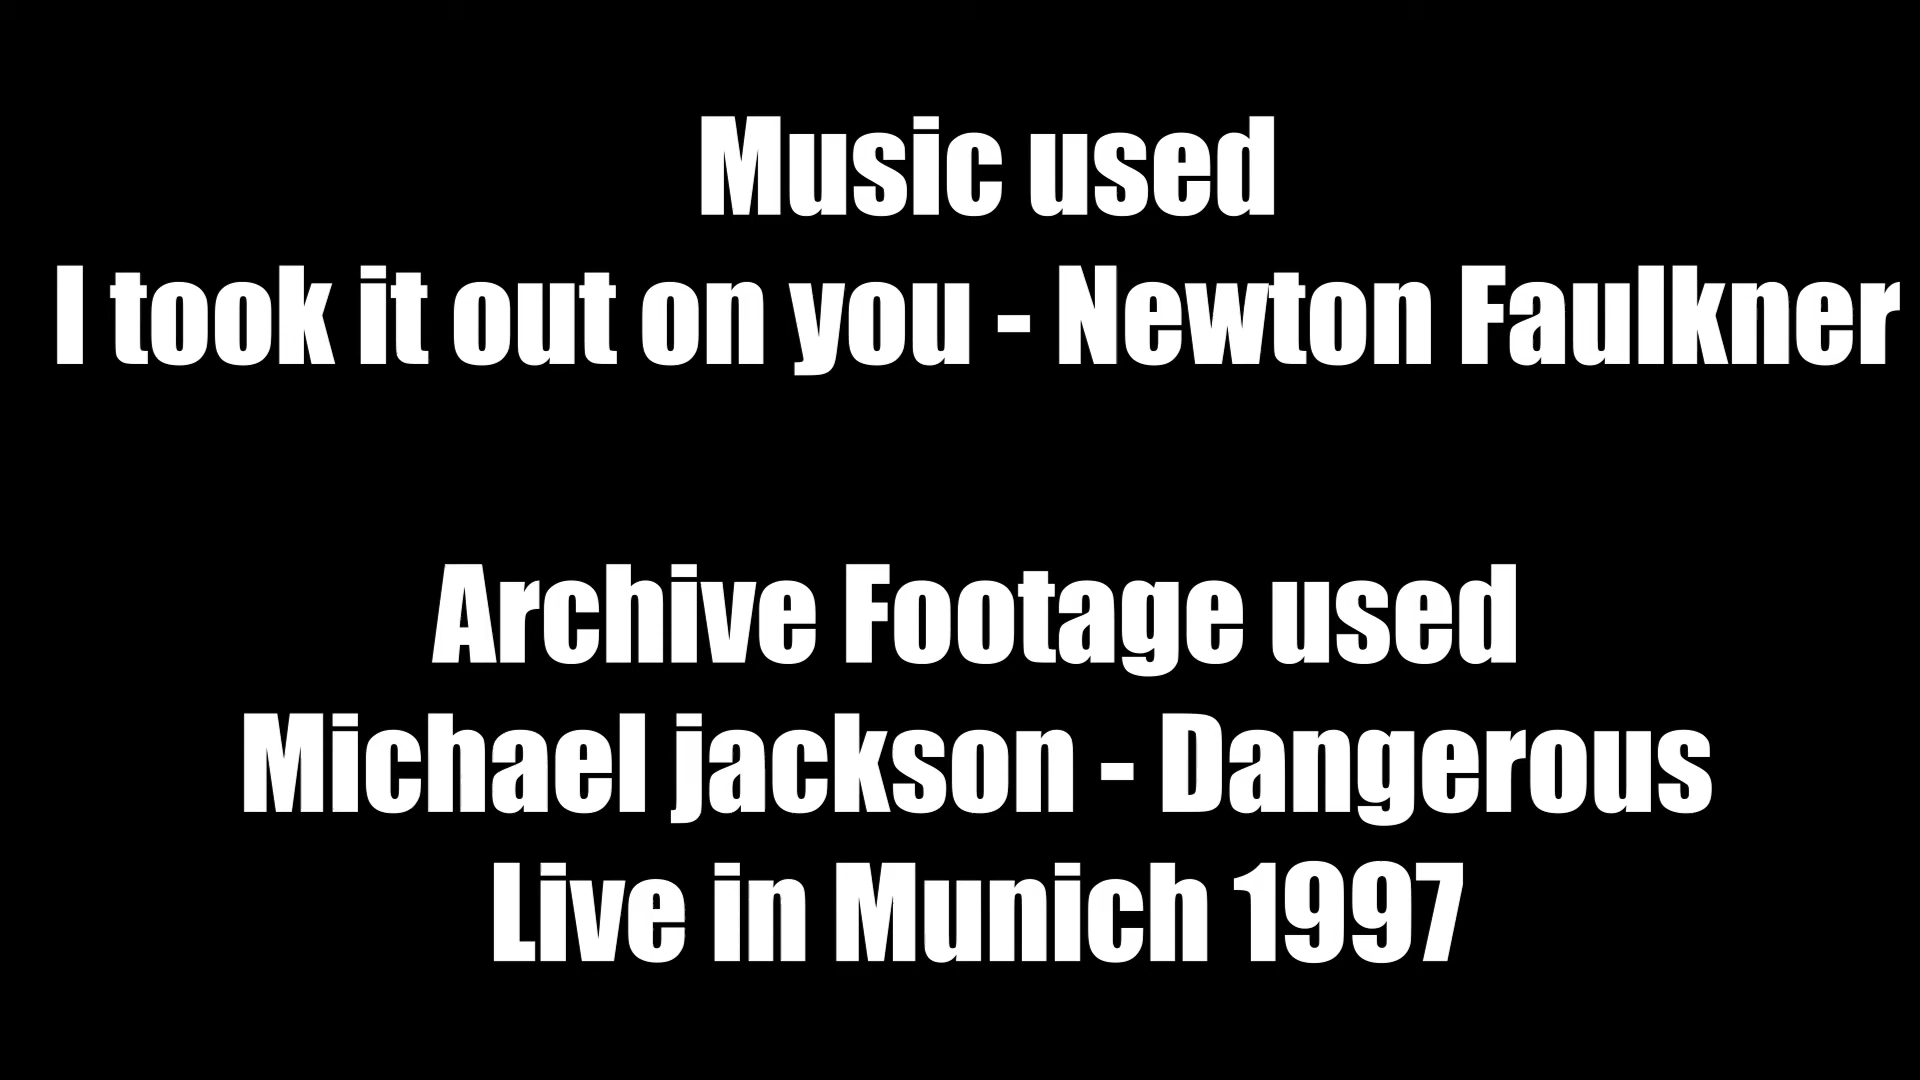 Music used
I took it out on you - Newton Faulkner
Archive Footage used
Michael jackson - Dangerous
Live in Munich 1997